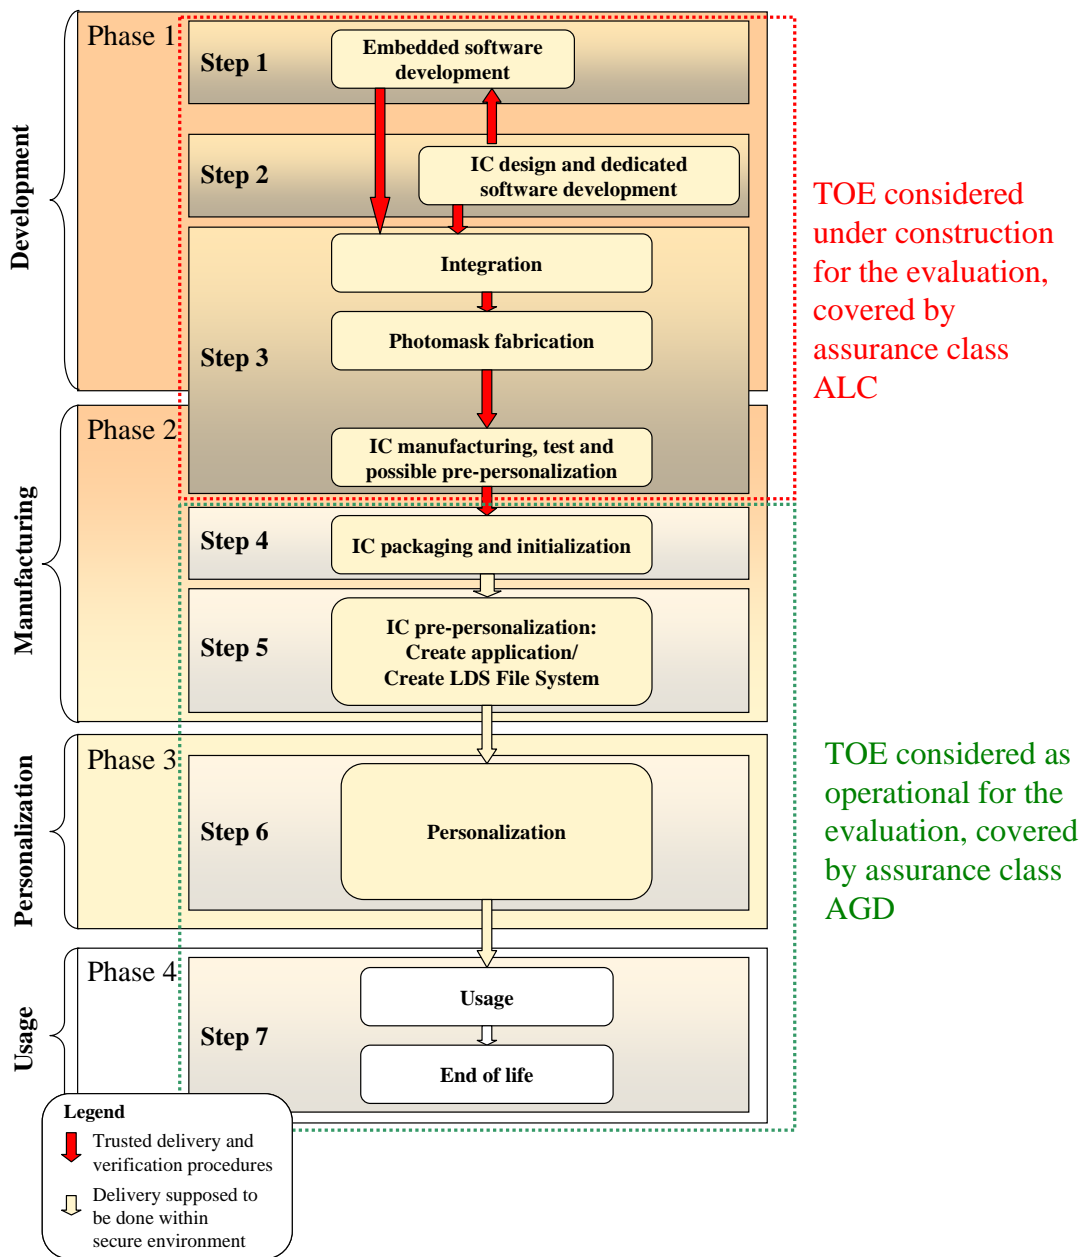 Development
Phase 1
Step 1
Embedded software
development
Step 2
IC design and dedicated
software development
Step 3
Integration
Photomask fabrication
TOE considered
under construction
for the evaluation,
covered by
assurance class
ALC
Manufacturing
Phase 2
IC manufacturing, test and
possible pre-personalization
Step 4
IC packaging and initialization
Step 5
IC pre-personalization:
Create application/
Create LDS File System
Personalization
Phase 3
Step 6
Personalization
TOE considered as
operational for the
evaluation, covered
by assurance class
AGD
Usage
Phase 4
Step 7
Usage
End of life
Legend
Trusted delivery and
verification procedures
Delivery supposed to
be done within
secure environment